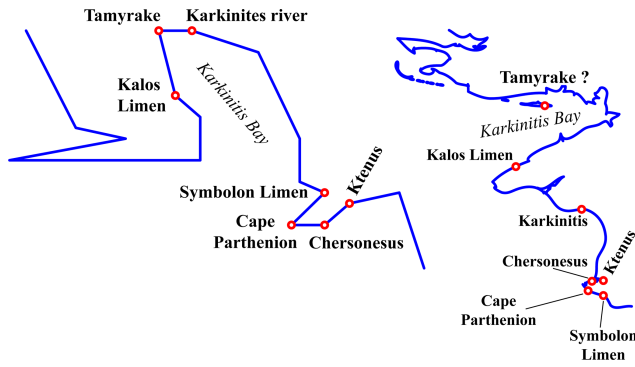 Tamyrake
Karkinites river
Kalos
Limen
Karkinitis Bay
Symbolon Limen
Ktenus
Cape
Parthenion
Chersonesus
Tamyrake ?
Karkinitis Bay
Kalos Limen
Karkinitis
Chersonesus
Ktenus
Cape
Parthenion
Symbolon
Limen